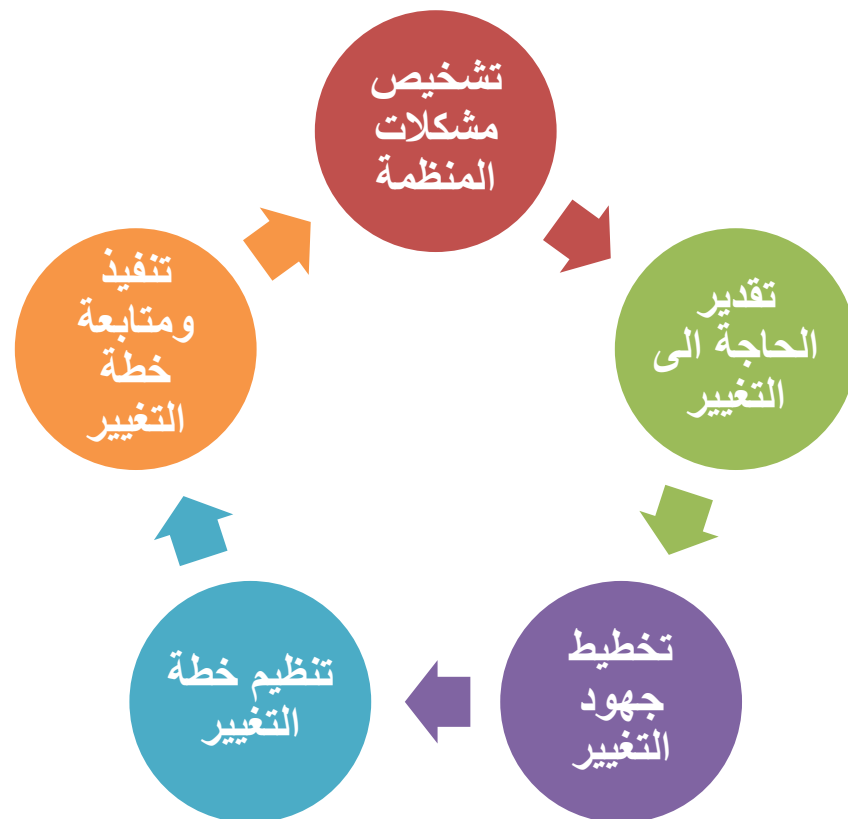 تشخيص
مشكلات
المنظمة
تقدير
الحاجة الى
التغيير
تخطيط
جهود
التغيير
تنظيم خطة
التغيير
تنفيذ
ومتابعة
خطة
التغيير